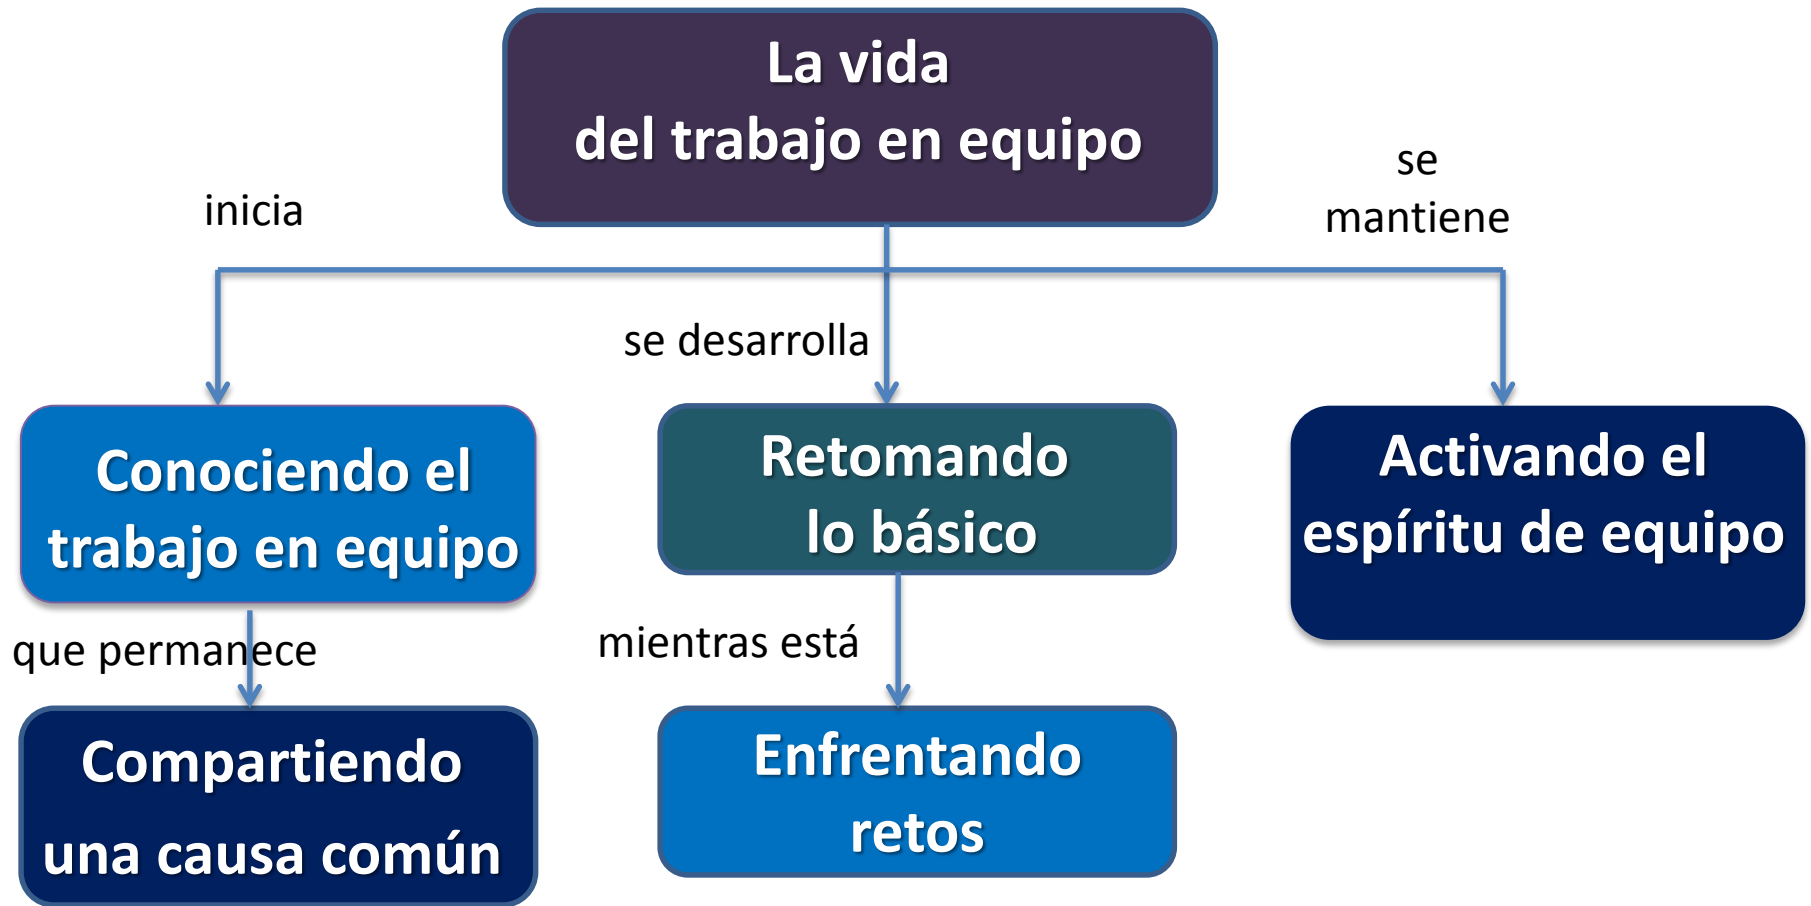 La vida
del trabajo en equipo
inicia
se
mantiene
se desarrolla
Conociendo el
trabajo en equipo
Retomando
lo básico
Activando el
espíritu de equipo
que permanece
mientras está
Compartiendo
una causa común
Enfrentando
retos